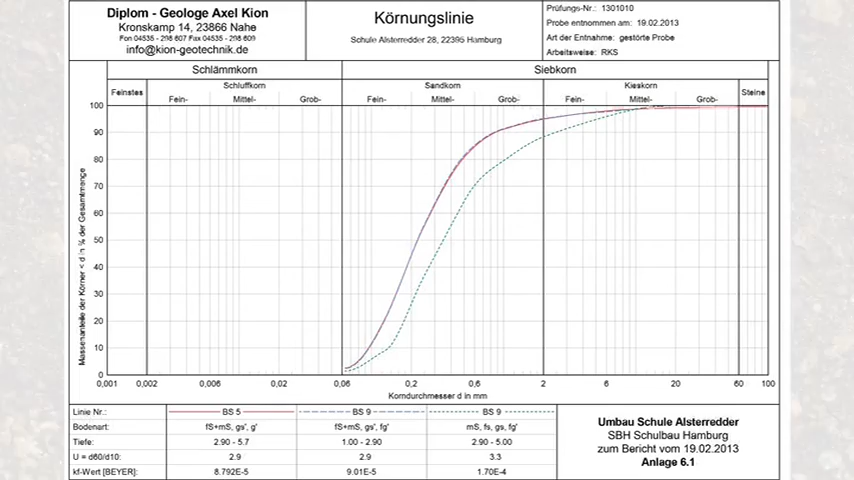 Diplom - Geologe Axel Kion
Kronskamp 14, 23866 Nahe
Fon 04535 - 298 607 Fax 04535 - 298 609
info@kion-geotechnik.de
Körnungslinie
Schule Alsterredder 28, 22395 Hamburg
Prüfungs-Nr.: 1301010
Probe entnommen am: 19.02.2013
Art der Entnahme: gestörte Probe
Arbeitsweise: RKS
Schlämmkorn Siebkorn
Feinstes Schluffkorn Sandkorn Kieskorn Steine
Fein- Mittel- Grob- Fein- Mittel- Grob- Fein- Mittel- Grob-
Massenanteile der Körner < d in % der Gesamtmenge
100
90
80
70
60
50
40
30
20
10
0
0,001 0,002 0,006 0,02 0,06 0,2 0,6 2 6 20 60 100
Korndurchmesser d in mm
Linie Nr.: BS 5 BS 9 BS 9
Bodenart: fS+mS, gs', g' fS+mS, gs', fg' mS, fs, gs, fg'
Tiefe: 2.90 - 5.7 1.00 - 2.90 2.90 - 5.00
U = d60/d10: 2.9 2.9 3.3
kf-Wert [BEYER]: 8.792E-5 9.01E-5 1.70E-4
Umbau Schule Alsterredder
SBH Schulbau Hamburg
zum Bericht vom 19.02.2013
Anlage 6.1